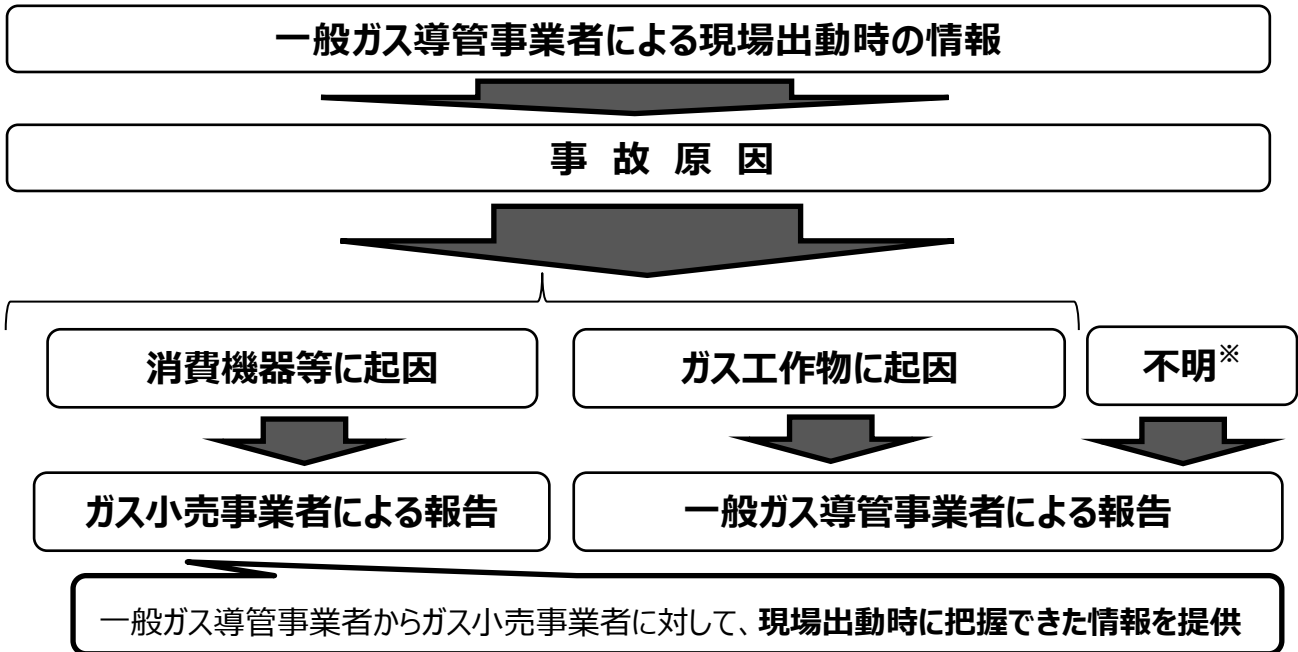 一般ガス導管事業者による現場出動時の情報
事 故 原 因
消費機器等に起因
ガス工作物に起因
不明※
ガス小売事業者による報告
一般ガス導管事業者による報告
一般ガス導管事業者からガス小売事業者に対して、現場出動時に把握できた情報を提供